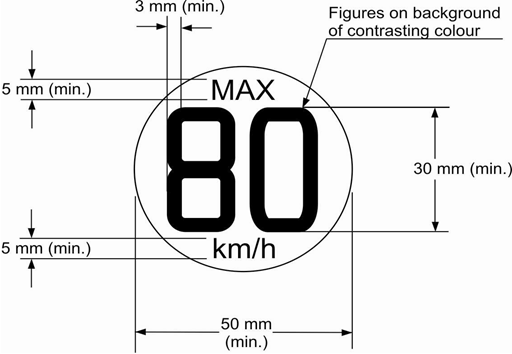 3 mm (min.)
Figures on background
of contrasting colour
5 mm (min.)
MAX
80
30 mm (min.)
5 mm (min.)
km/h
50 mm
(min.)